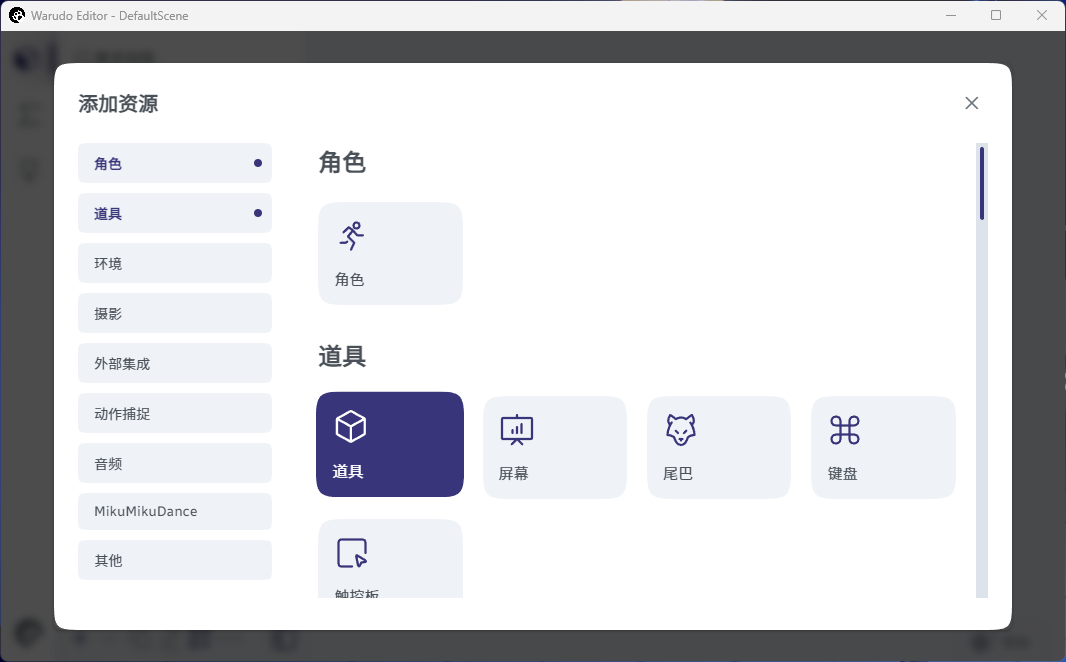 Warudo Editor - DefaultScene
添加资源
角色
道具
环境
摄影
外部集成
动作捕捉
音频
MikuMikuDance
其他
角色
角色
道具
道具
屏幕
尾巴
键盘
触控板